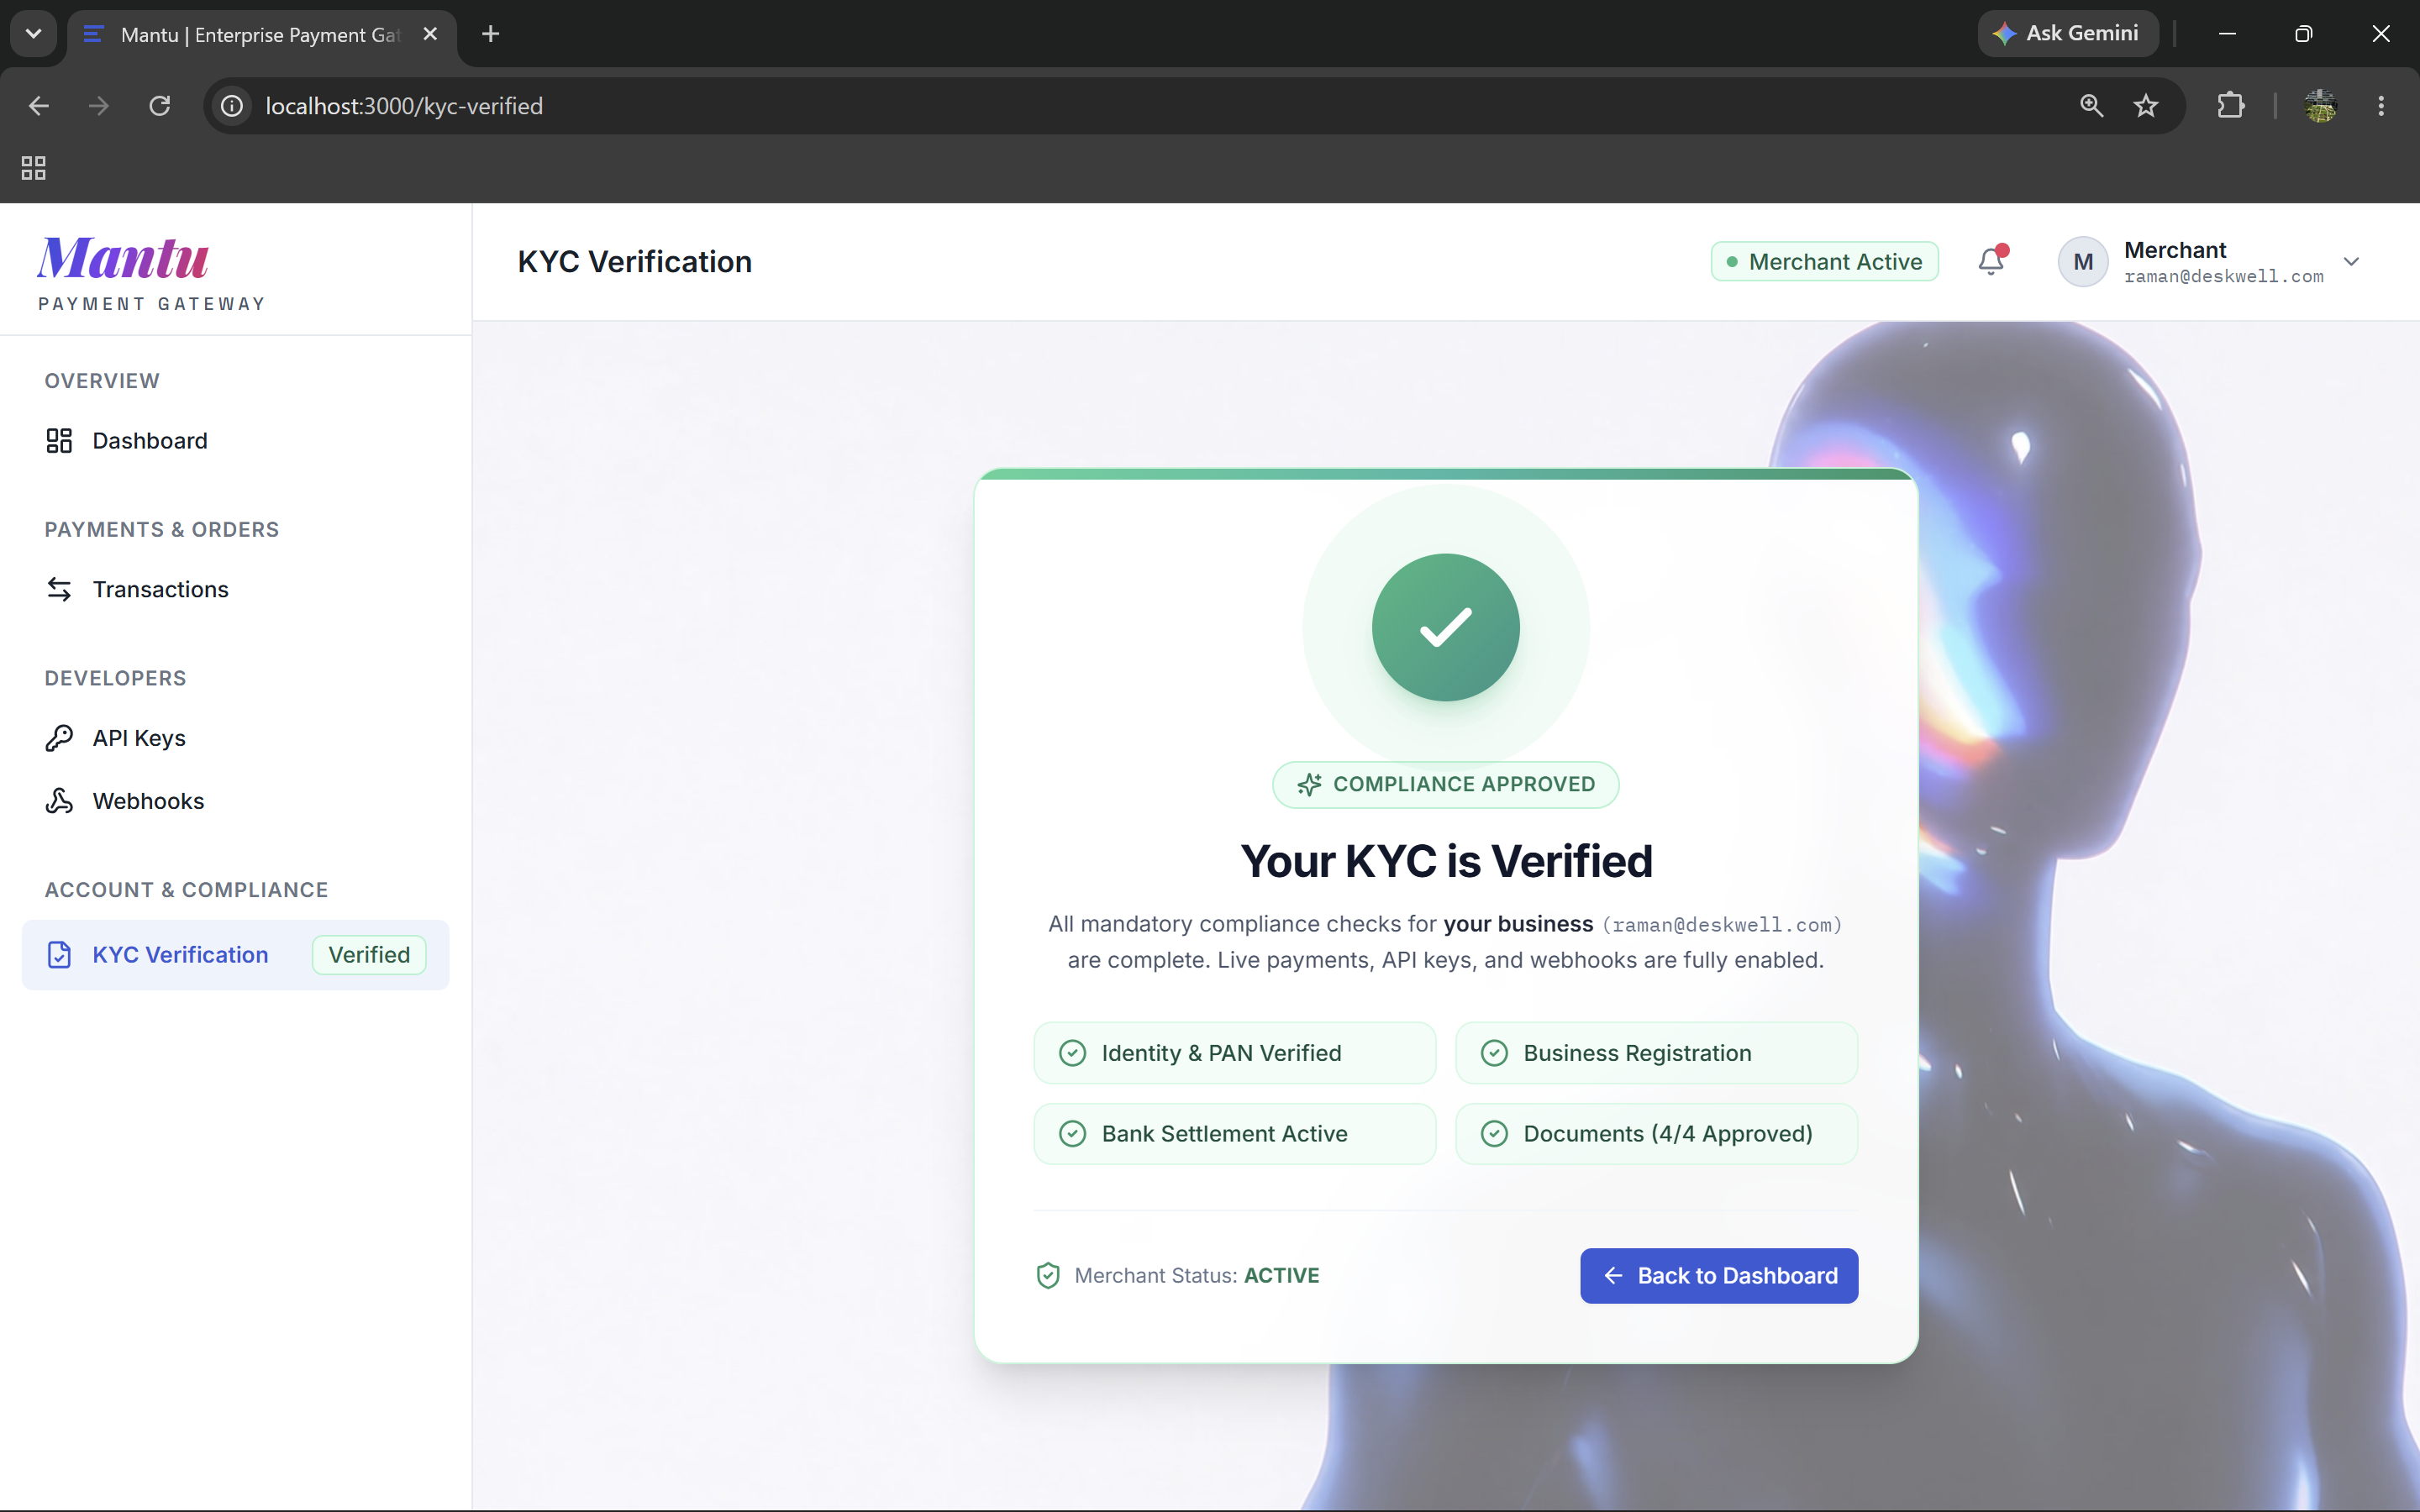 Mantu | Enterprise Payment Gat
Ask Gemini
localhost:3000/kyc-verified
Mantu
PAYMENT GATEWAY
OVERVIEW
Dashboard
PAYMENTS & ORDERS
Transactions
DEVELOPERS
API Keys
Webhooks
ACCOUNT & COMPLIANCE
KYC Verification Verified
KYC Verification
Merchant Active
M
Merchant
raman@deskwell.com
COMPLIANCE APPROVED
Your KYC is Verified
All mandatory compliance checks for your business (raman@deskwell.com)
are complete. Live payments, API keys, and webhooks are fully enabled.
Identity & PAN Verified
Business Registration
Bank Settlement Active
Documents (4/4 Approved)
Merchant Status: ACTIVE
Back to Dashboard